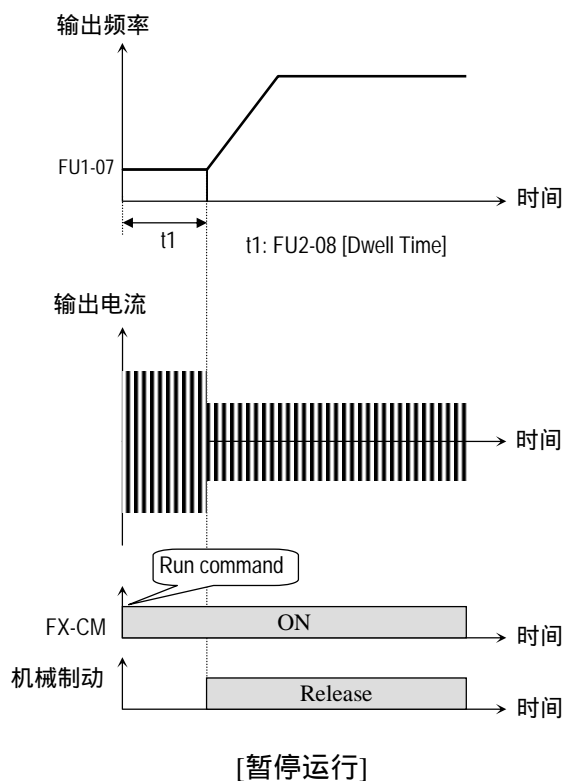 输出频率
FU1-07
时间
t1
t1: FU2-08 [Dwell Time]
输出电流
时间
Run command
FX-CM
ON
时间
机械制动
Release
时间
[暂停运行]